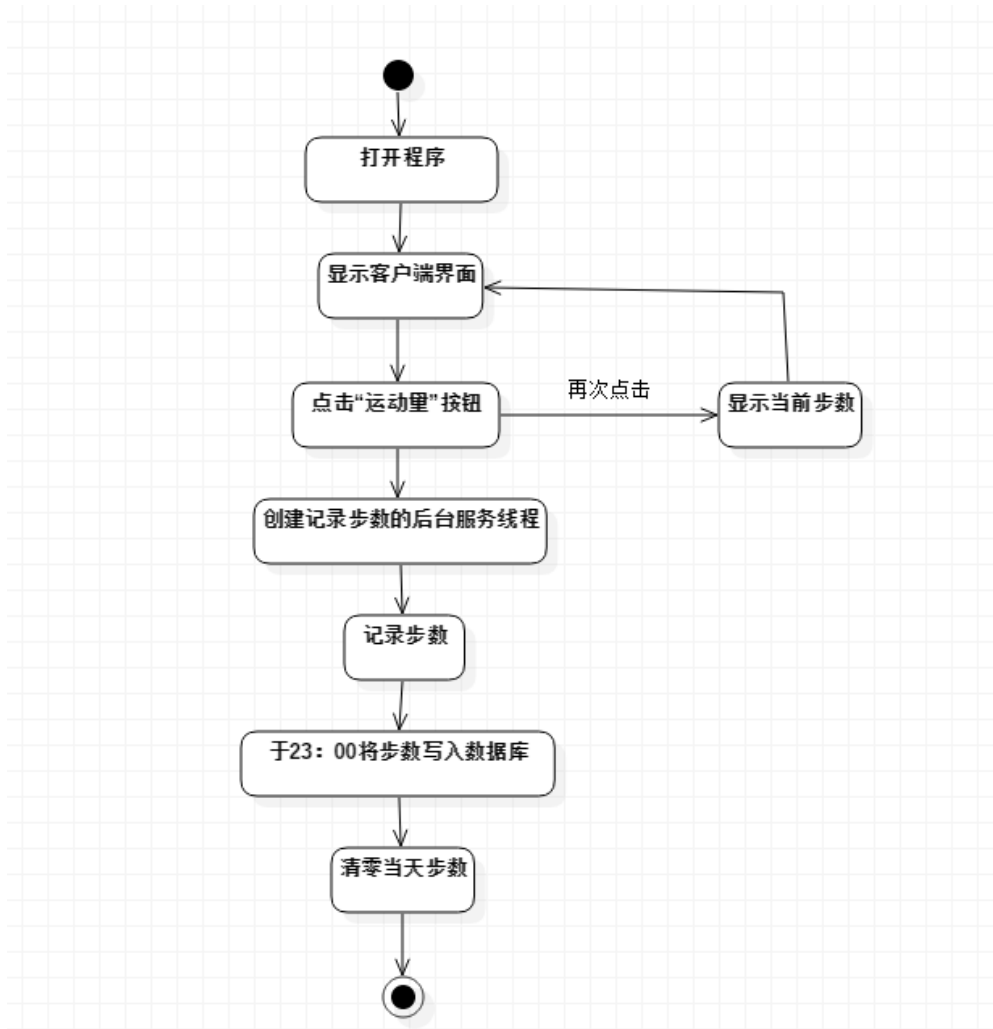 打开程序
显示客户端界面
点击“运动量”按钮
再次点击
显示当前步数
创建记录步数的后台服务线程
记录步数
于23：00将步数写入数据库
清零当天步数